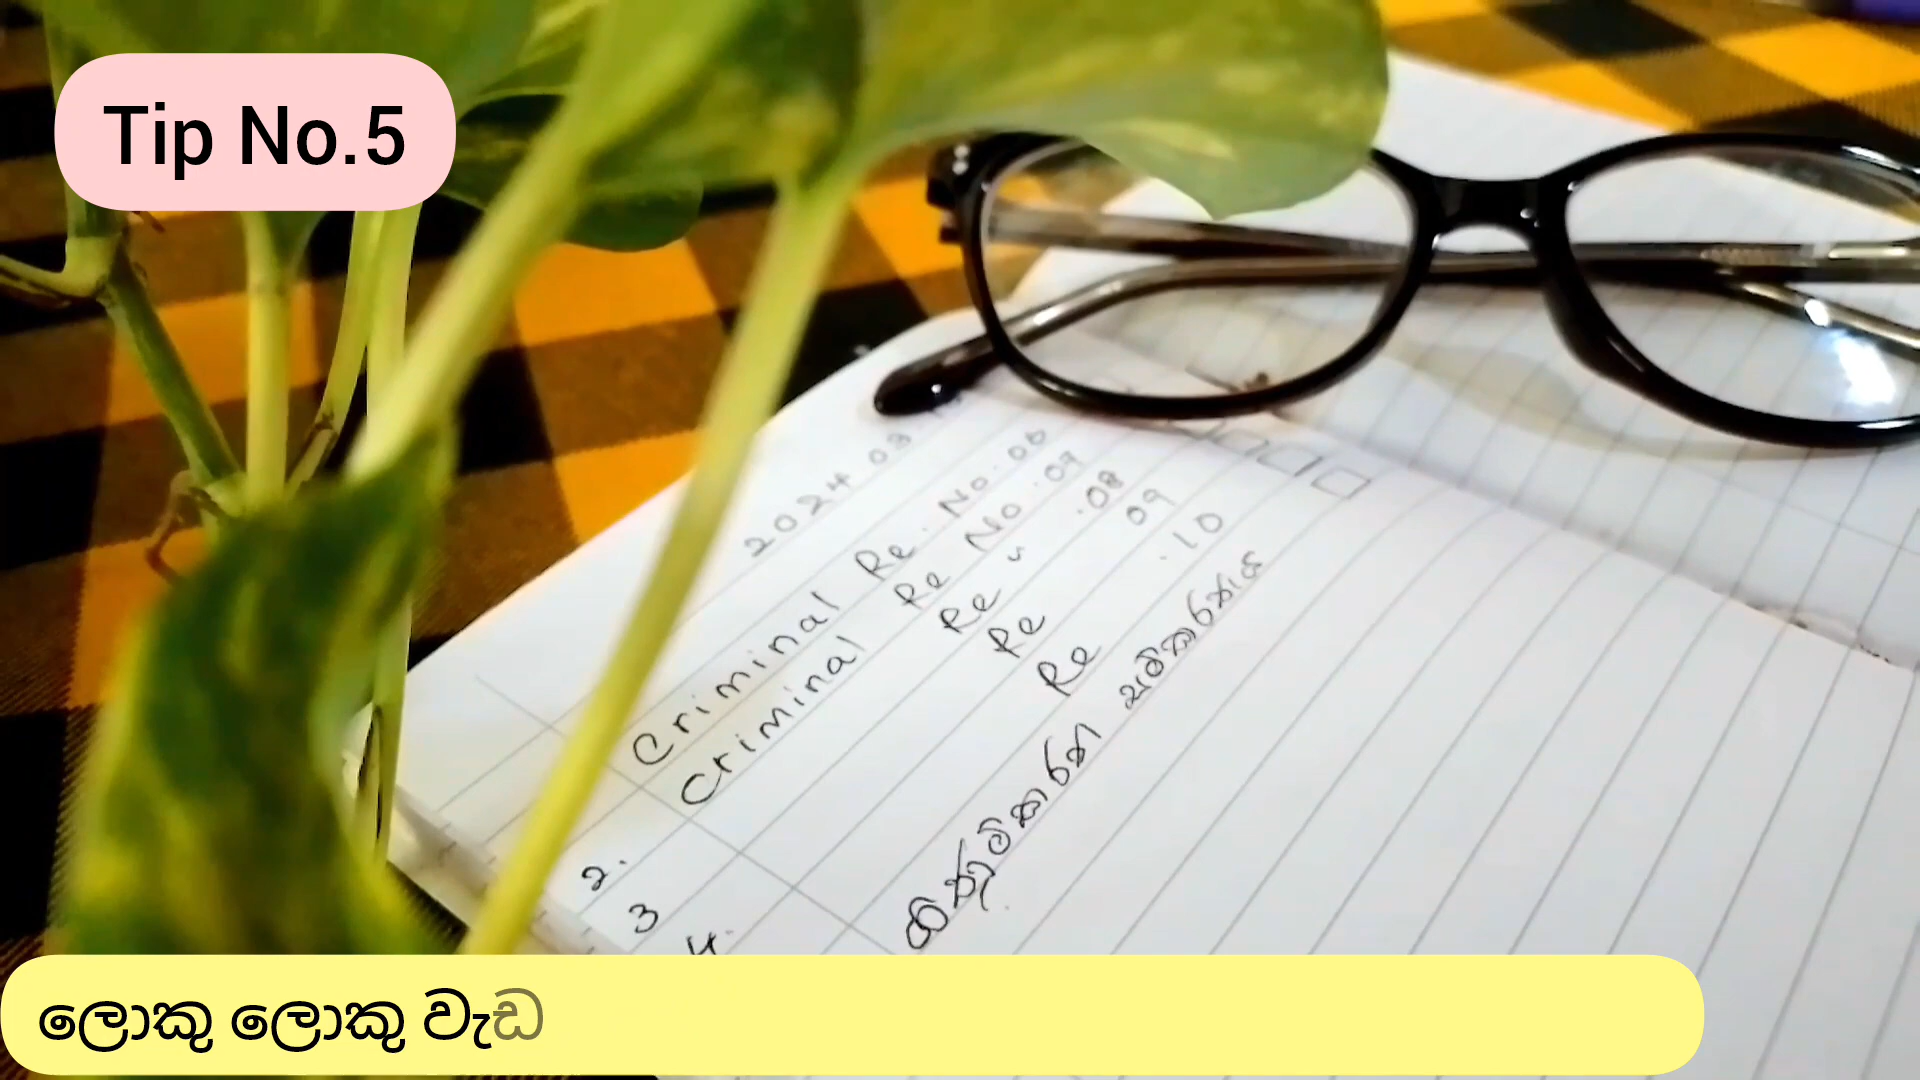 Tip No.5
2024 03
Criminal Re. No. 06
2. Criminal Re No. 07
3 Re " .08
4. Re 09
Re .10
ලොකු ලොකු වැඩ